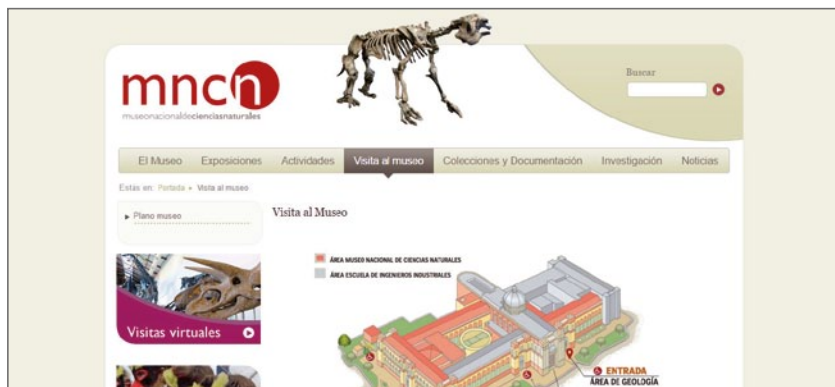 Buscar
mncn
museonacionaldecienciasnaturales
El Museo Exposiciones Actividades Visita al museo Colecciones y Documentación Investigación Noticias
Estás en: Portada ▸ Visita al museo
▸ Plano museo
Visita al Museo
ÁREA MUSEO NACIONAL DE CIENCIAS NATURALES
ÁREA ESCUELA DE INGENIEROS INDUSTRIALES
Visitas virtuales
ENTRADA
ÁREA DE GEOLOGÍA